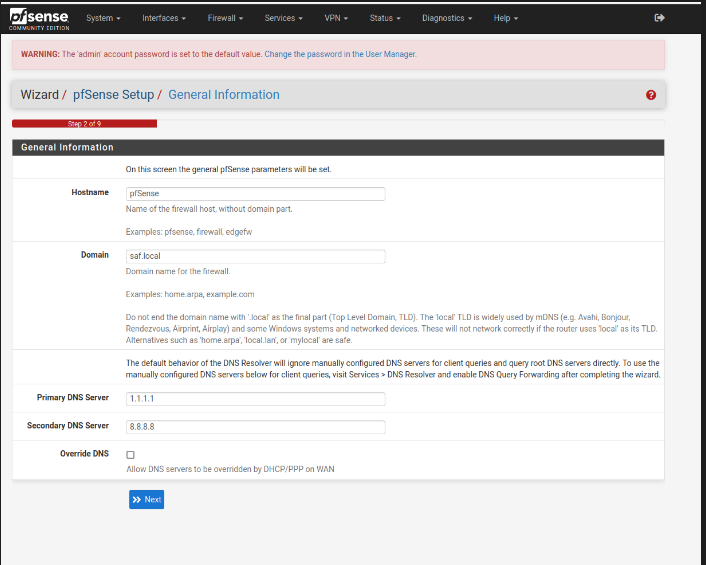 pfsense
COMMUNITY EDITION
System Interfaces Firewall Services VPN Status Diagnostics Help
WARNING: The 'admin' account password is set to the default value. Change the password in the User Manager.
Wizard / pfSense Setup / General Information
Step 2 of 9
General Information
On this screen the general pfSense parameters will be set.
Hostname
pfSense
Name of the firewall host, without domain part.
Examples: pfsense, firewall, edgefw
Domain
saf.local
Domain name for the firewall.
Examples: home.arpa, example.com
Do not end the domain name with '.local' as the final part (Top Level Domain, TLD). The 'local' TLD is widely used by mDNS (e.g. Avahi, Bonjour,
Rendezvous, Airprint, Airplay) and some Windows systems and networked devices. These will not network correctly if the router uses 'local' as its TLD.
Alternatives such as 'home.arpa', 'local.lan', or 'mylocal' are safe.
The default behavior of the DNS Resolver will ignore manually configured DNS servers for client queries and query root DNS servers directly. To use the
manually configured DNS servers below for client queries, visit Services > DNS Resolver and enable DNS Query Forwarding after completing the wizard.
Primary DNS Server
1.1.1.1
Secondary DNS Server
8.8.8.8
Override DNS
Allow DNS servers to be overridden by DHCP/PPP on WAN
Next